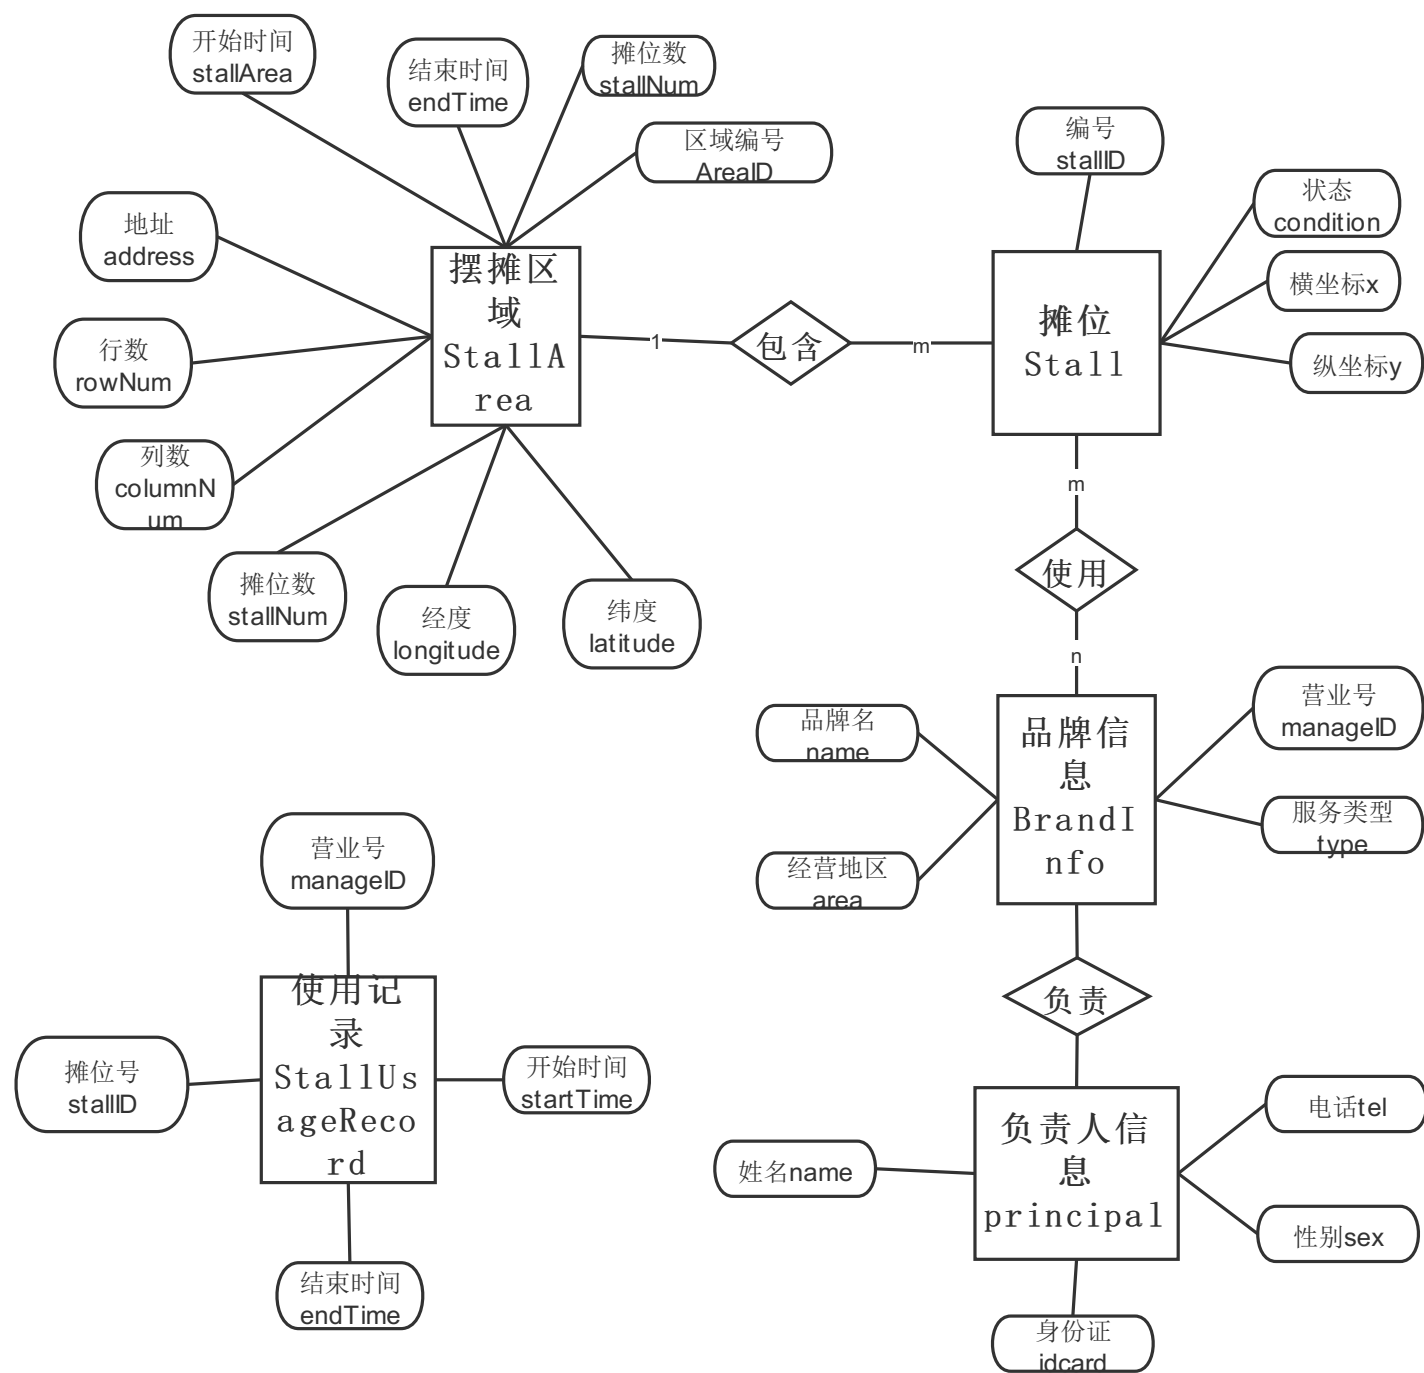 开始时间
stallArea
结束时间
endTime
摊位数
stallNum
区域编号
AreaID
地址
address
行数
rowNum
列数
columnN
um
摊位数
stallNum
经度
longitude
纬度
latitude
摆摊区
域
StallA
rea
1
包含
m
编号
stallID
状态
condition
横坐标x
纵坐标y
摊位
Stall
m
使用
n
品牌名
name
经营地区
area
品牌信
息
BrandI
nfo
营业号
manageID
服务类型
type
负责
营业号
manageID
摊位号
stallID
使用记
录
StallUs
ageReco
rd
开始时间
startTime
结束时间
endTime
姓名name
负责人信
息
principal
电话tel
性别sex
身份证
idcard